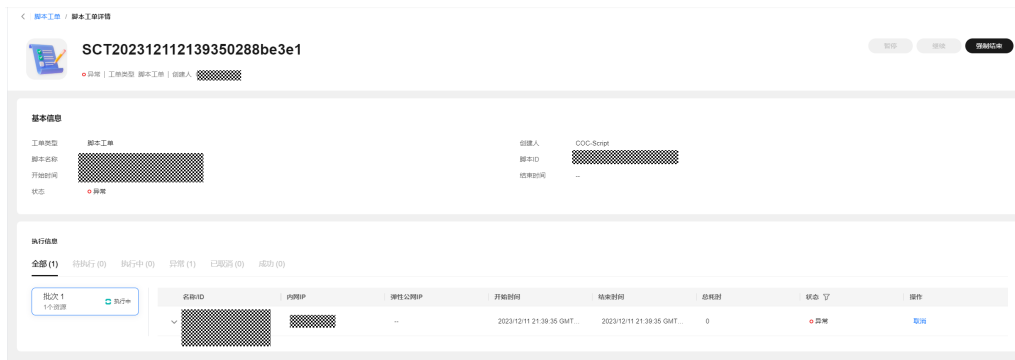 脚本工单 / 脚本工单详情
SCT202312112139350288be3e1
异常 | 工单类型 脚本工单 | 创建人
暂停 继续 强制结束
基本信息
工单类型 脚本工单 创建人 COC-Script
脚本名称 脚本ID
开始时间 结束时间 --
状态 异常
执行信息
全部 (1) 待执行 (0) 执行中 (0) 异常 (1) 已取消 (0) 成功 (0)
批次 1
1个资源
执行中
名称/ID 内网IP 弹性公网IP 开始时间 结束时间 总耗时 状态 操作
-- 2023/12/11 21:39:35 GMT... 2023/12/11 21:39:35 GMT... 0 异常 取消